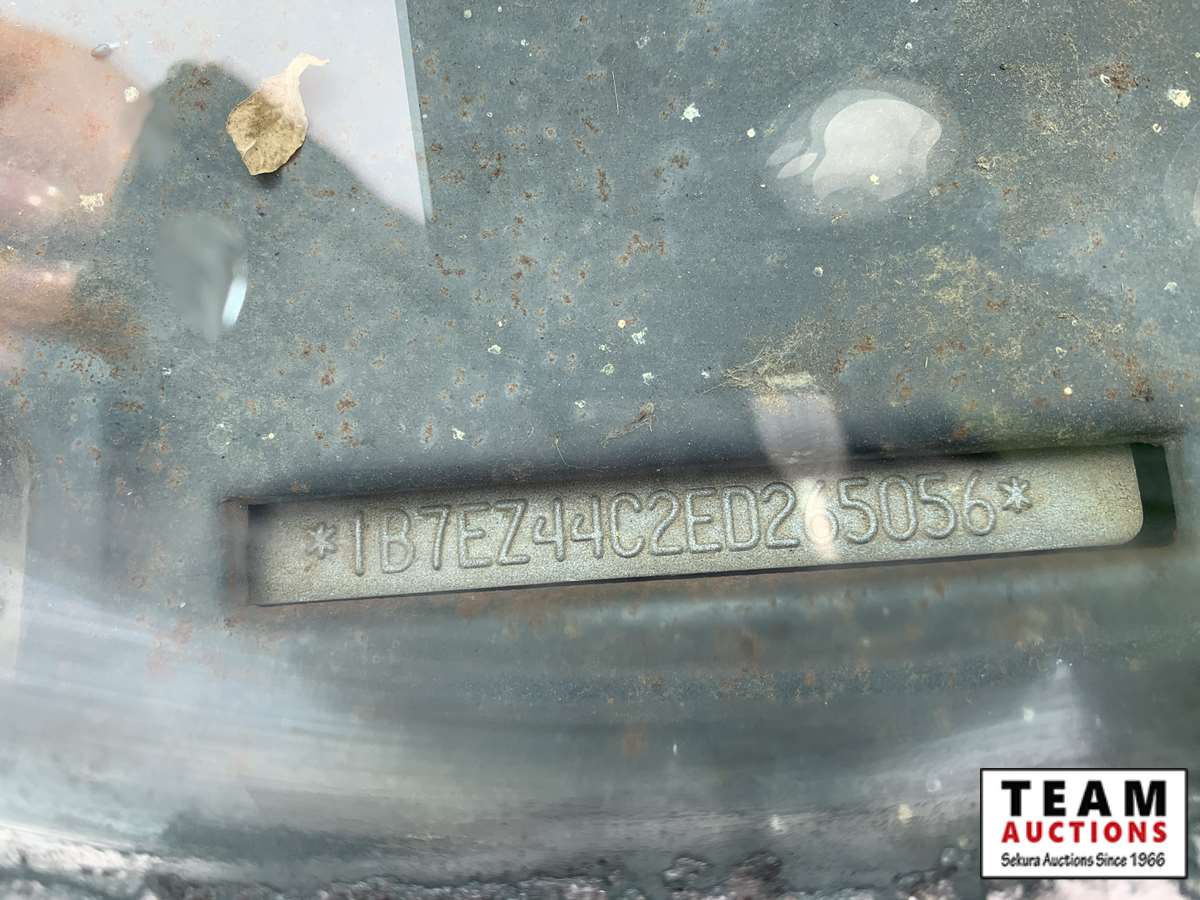 *1B7EZ44C2ED265056*
TEAM
AUCTIONS
Sekura Auctions Since 1966